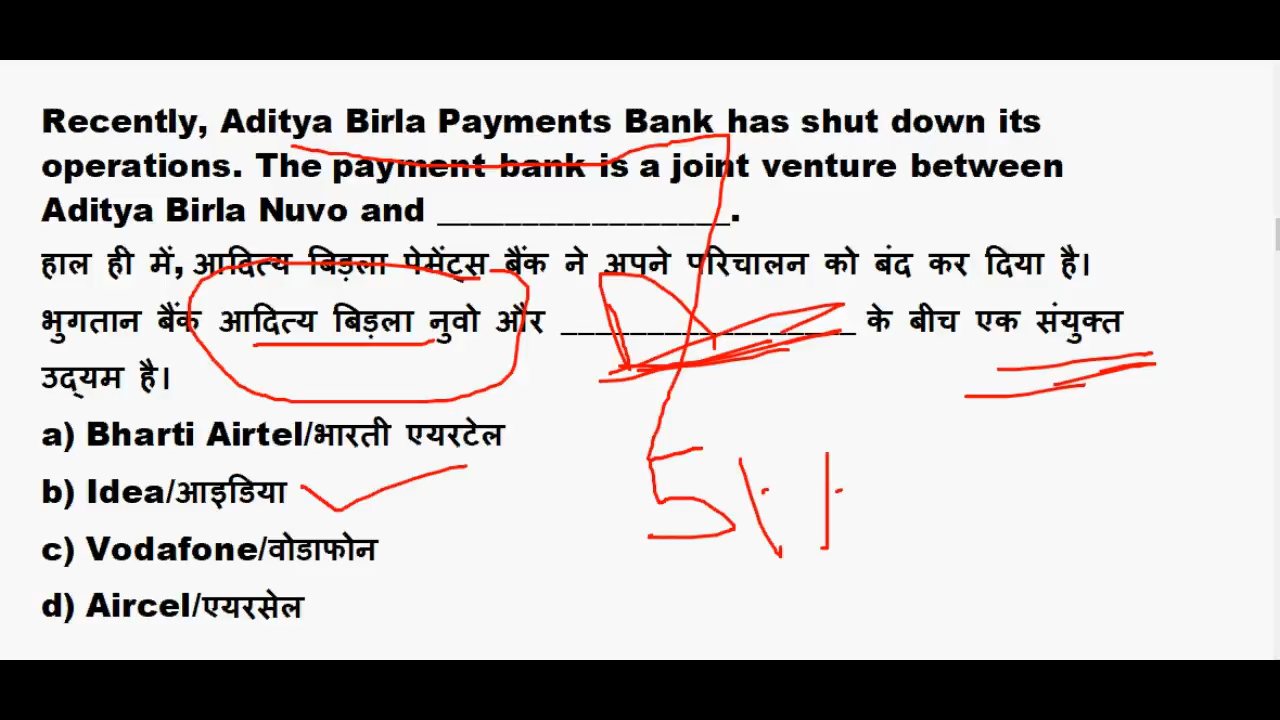 Recently, Aditya Birla Payments Bank has shut down its
operations. The payment bank is a joint venture between
Aditya Birla Nuvo and ________________.
हाल ही में, आदित्य बिड़ला पेमेंट्स बैंक ने अपने परिचालन को बंद कर दिया है।
भुगतान बैंक आदित्य बिड़ला नुवो और _________________ के बीच एक संयुक्त
उद्यम है।
a) Bharti Airtel/भारती एयरटेल
b) Idea/आइडिया
c) Vodafone/वोडाफोन
d) Aircel/एयरसेल